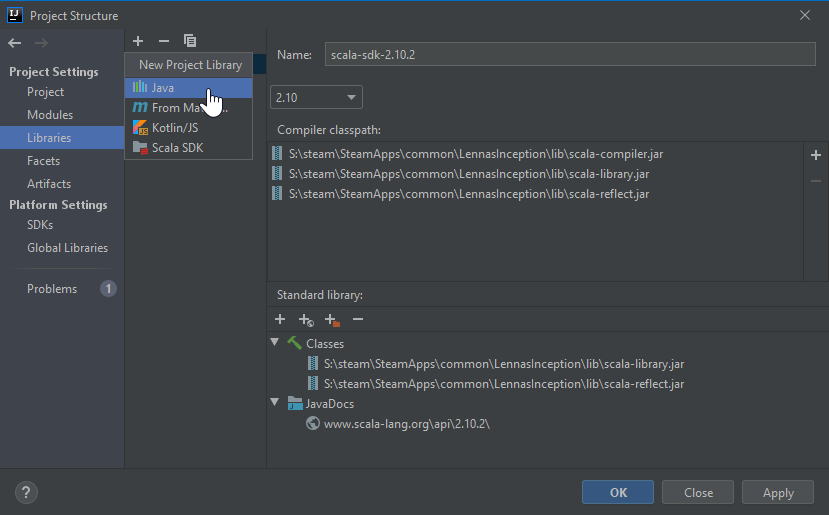 IJ
Project Structure
Project Settings
Project
Modules
Libraries
Facets
Artifacts
Platform Settings
SDKs
Global Libraries
Problems 1
New Project Library
Java
From Ma...
Kotlin/JS
Scala SDK
Name: scala-sdk-2.10.2
2.10
Compiler classpath:
S:\steam\SteamApps\common\LennasInception\lib\scala-compiler.jar
S:\steam\SteamApps\common\LennasInception\lib\scala-library.jar
S:\steam\SteamApps\common\LennasInception\lib\scala-reflect.jar
Standard library:
Classes
S:\steam\SteamApps\common\LennasInception\lib\scala-library.jar
S:\steam\SteamApps\common\LennasInception\lib\scala-reflect.jar
JavaDocs
www.scala-lang.org\api\2.10.2\
?
OK
Close
Apply